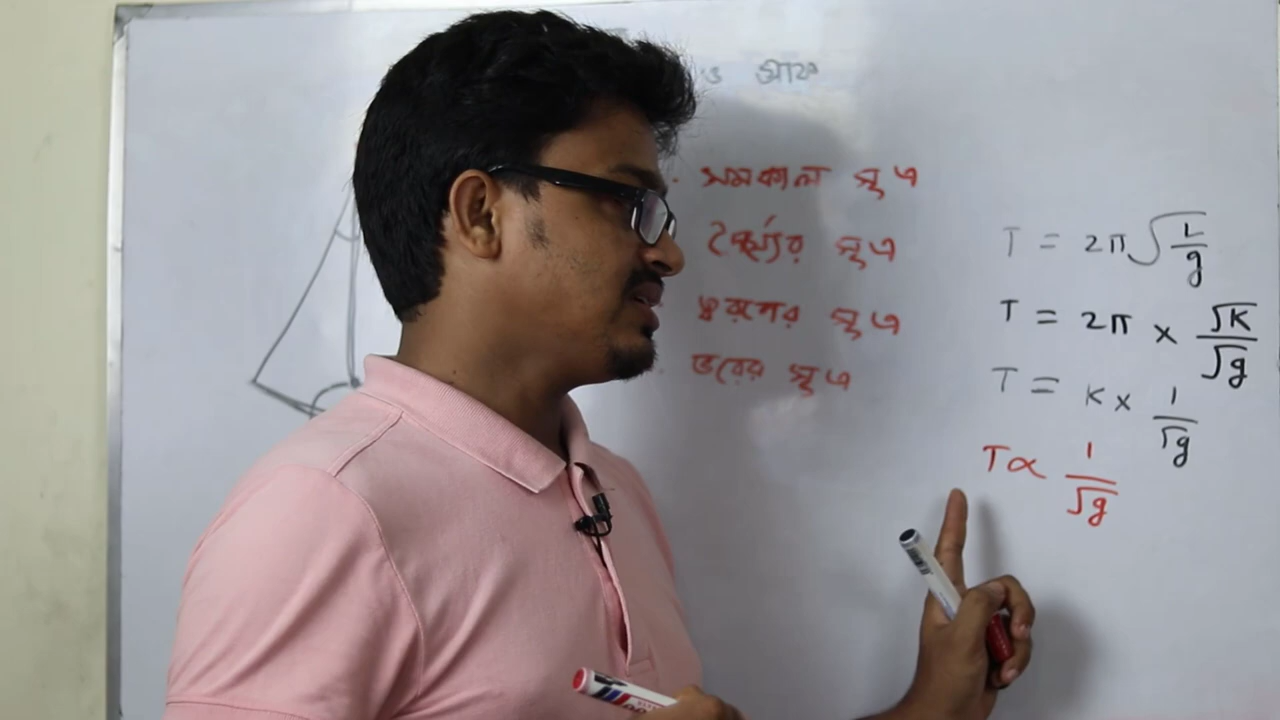 ও গ্রাফ
সমকাল সূত্র
দৈর্ঘ্যের সূত্র
ত্বরণের সূত্র
ভরের সূত্র
T = 2π √(L/g)
T = 2π × √K/√g
T = K × 1/√g
T ∝ 1/√g